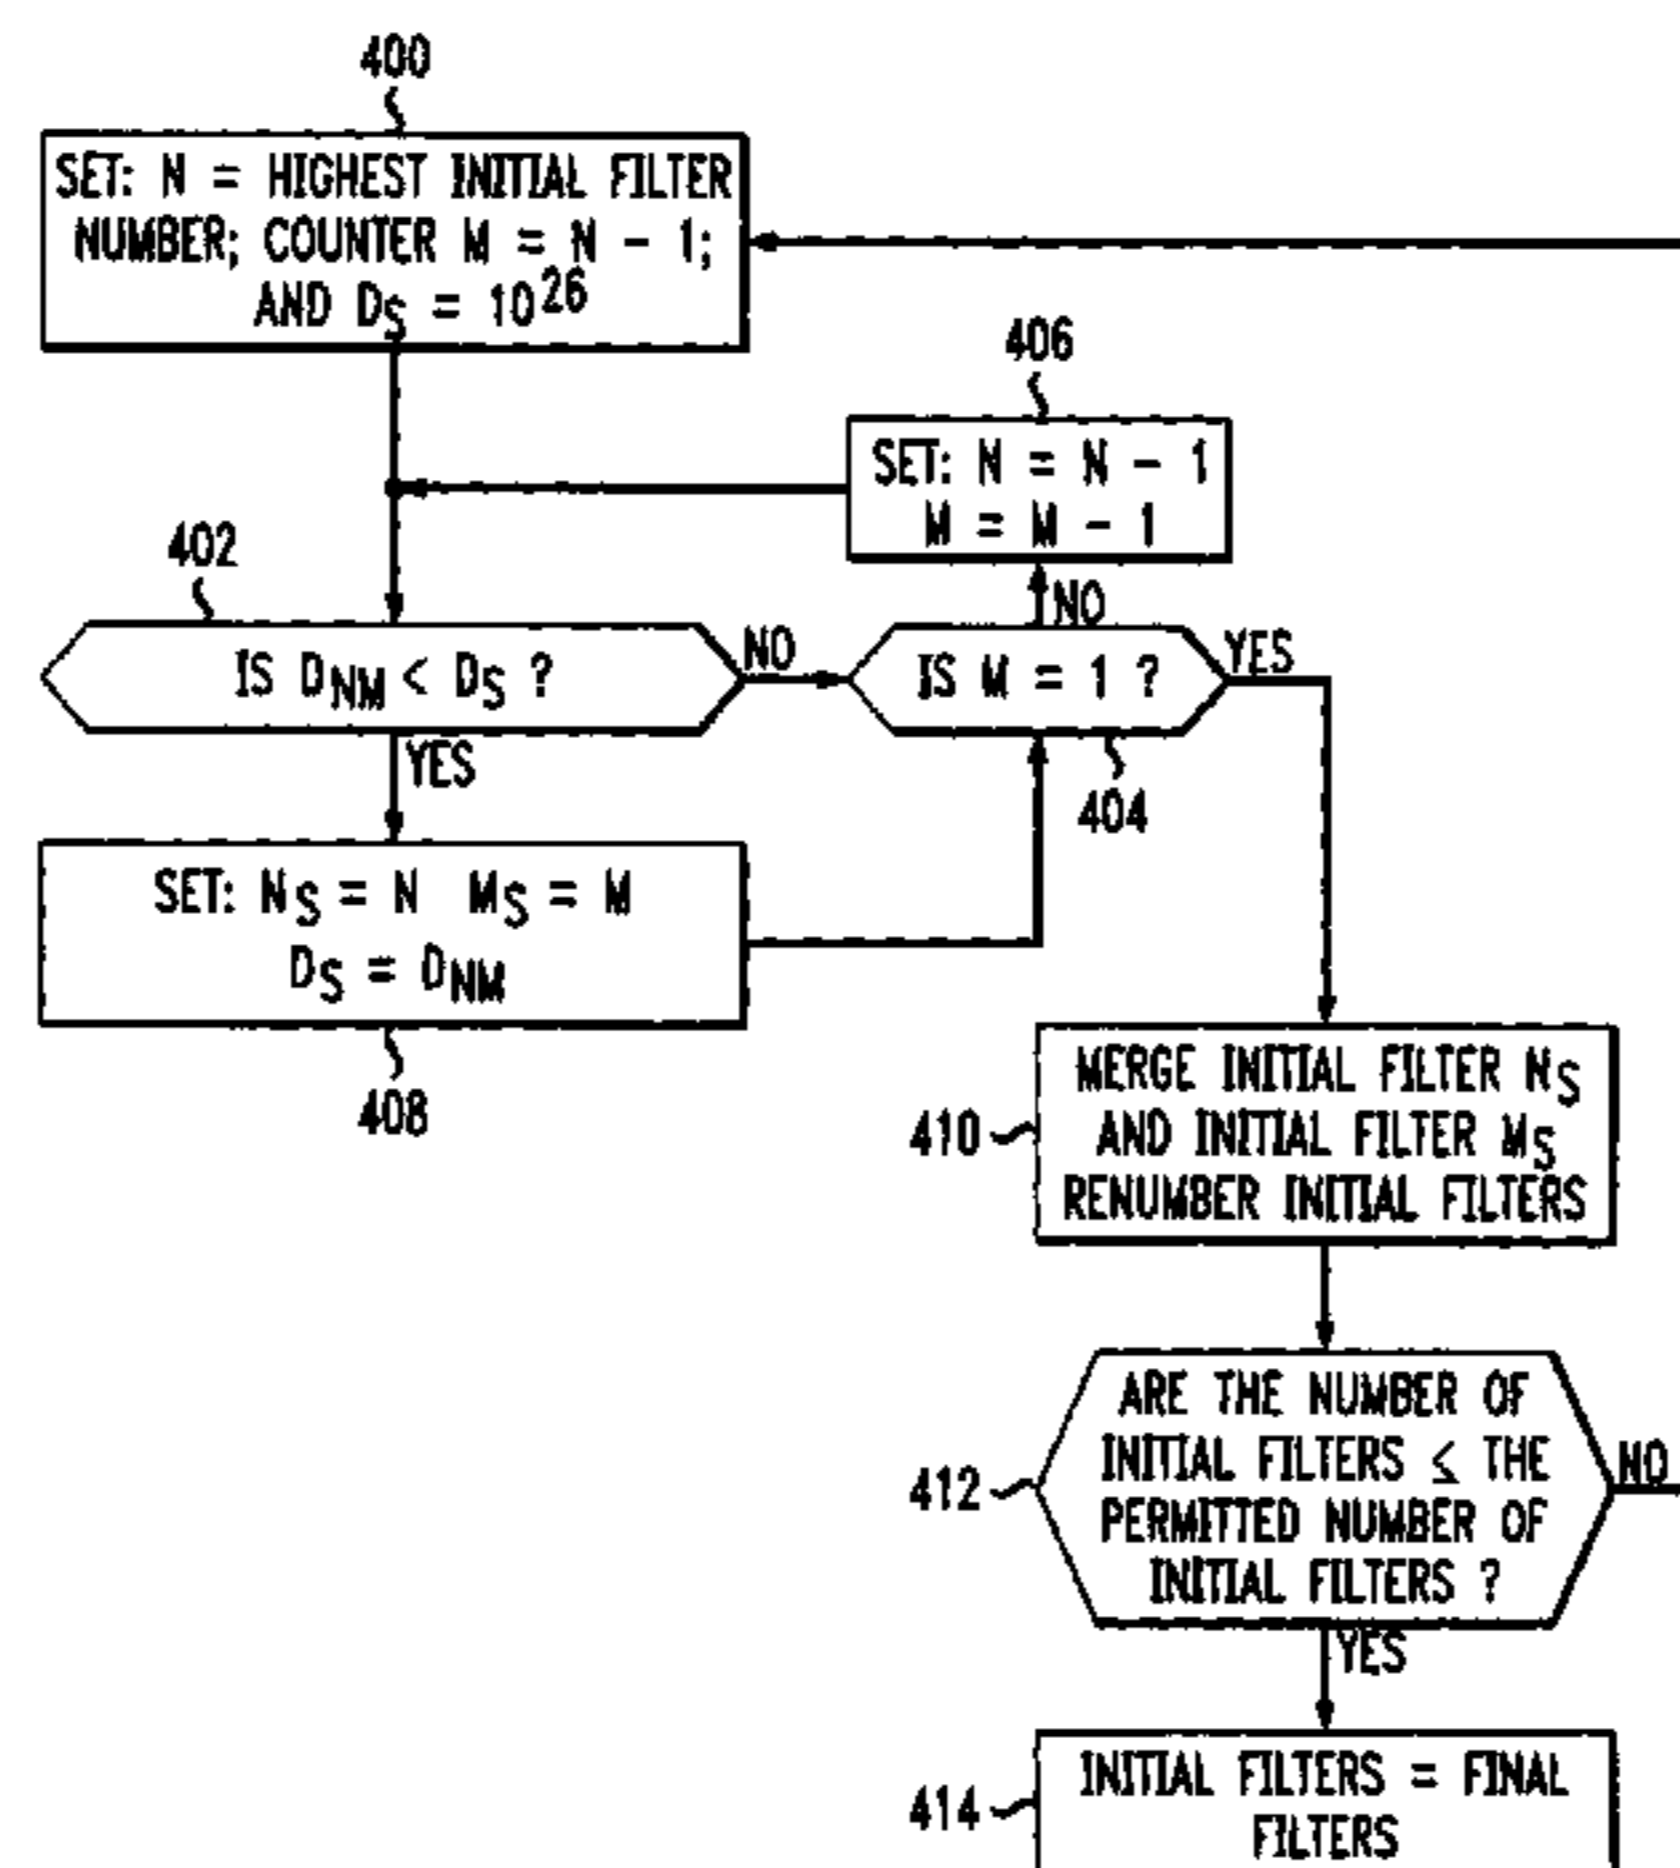 400
SET: N = HIGHEST INITIAL FILTER
NUMBER; COUNTER M = N - 1;
AND DS = 10^26
406
SET: N = N - 1
M = M - 1
402
NO
IS DNM < DS ?
NO
IS M = 1 ?
YES
YES
404
SET: NS = N MS = M
DS = DNM
408
410
MERGE INITIAL FILTER NS
AND INITIAL FILTER MS
RENUMBER INITIAL FILTERS
412
ARE THE NUMBER OF
INITIAL FILTERS ≤ THE
PERMITTED NUMBER OF
INITIAL FILTERS ?
NO
YES
414
INITIAL FILTERS = FINAL
FILTERS